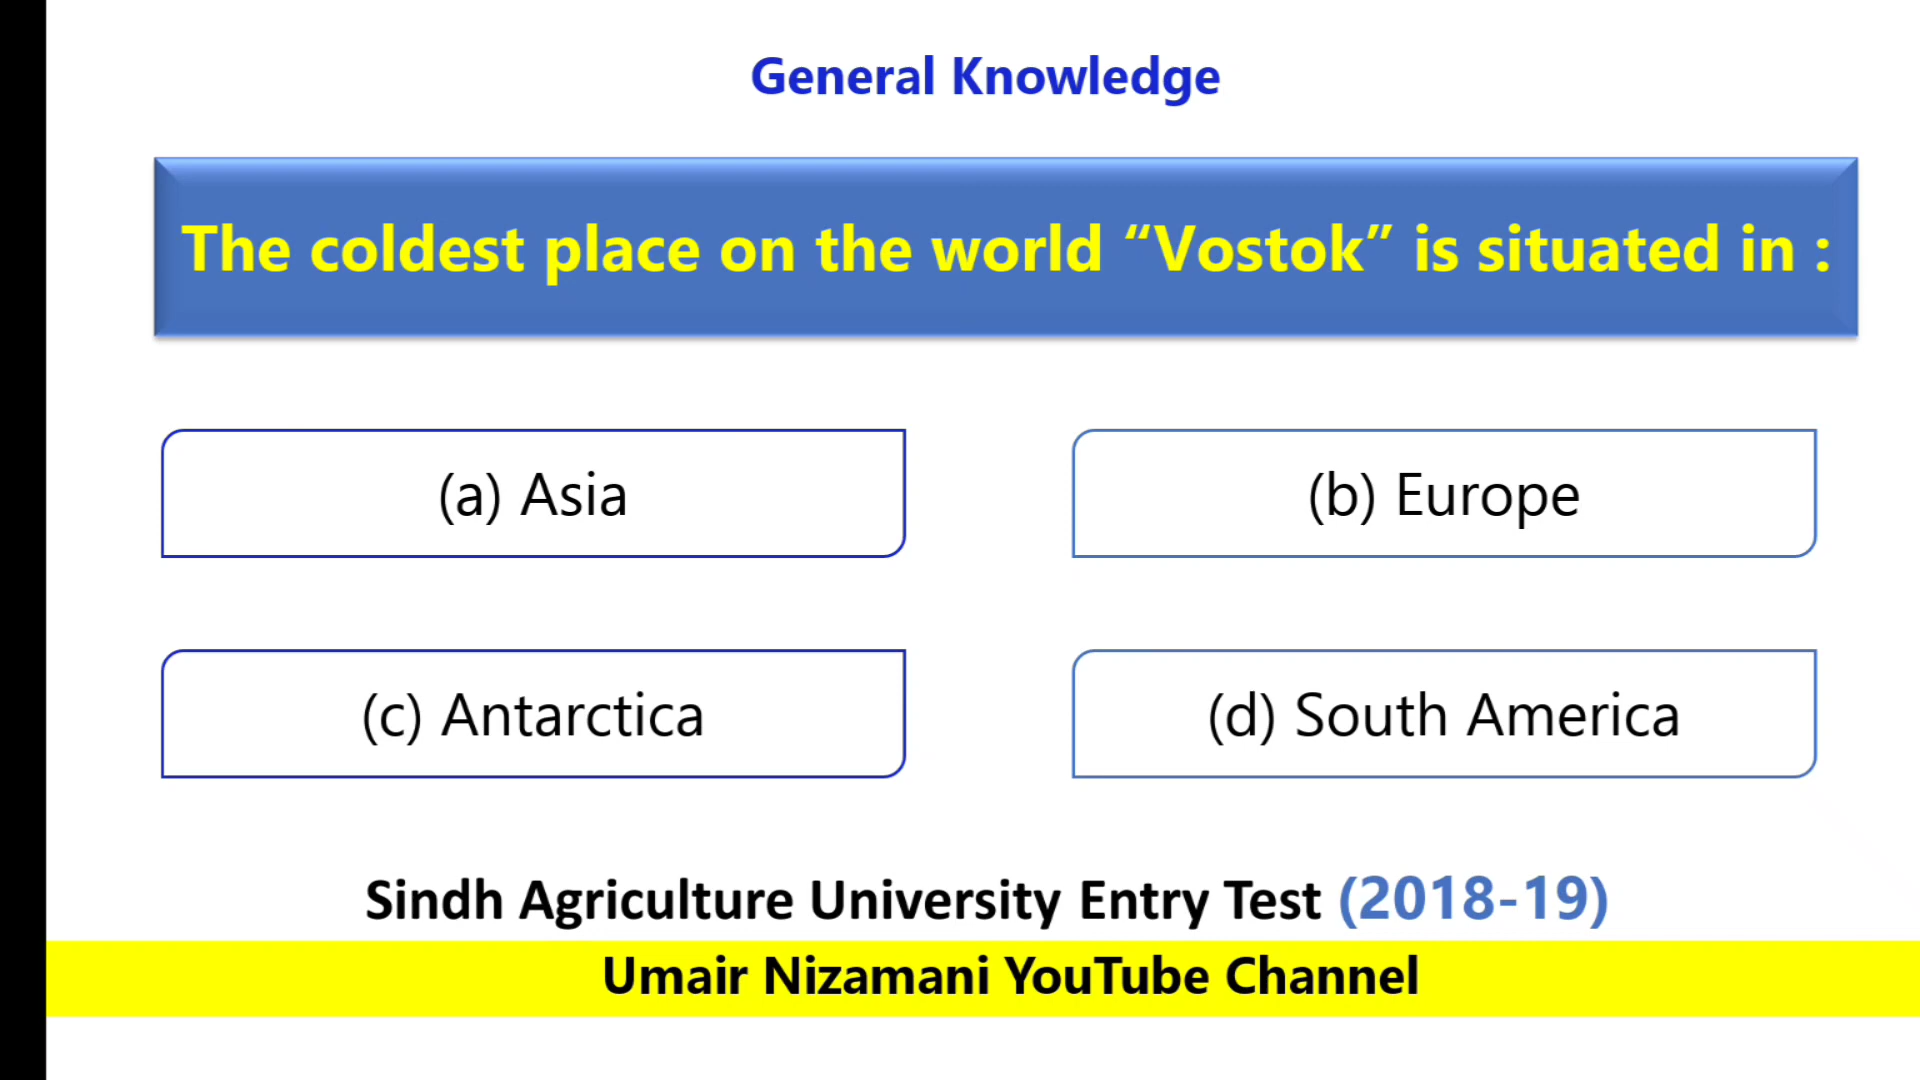 General Knowledge
The coldest place on the world “Vostok” is situated in :
(a) Asia
(b) Europe
(c) Antarctica
(d) South America
Sindh Agriculture University Entry Test (2018-19)
Umair Nizamani YouTube Channel